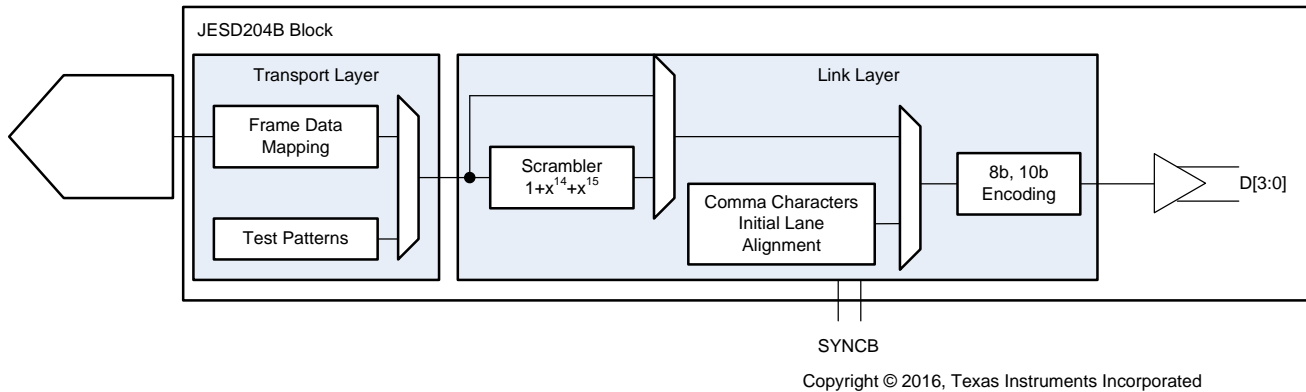 JESD204B Block
Transport Layer
Frame Data
Mapping
Test Patterns
Link Layer
Scrambler
1+x¹⁴+x¹⁵
Comma Characters
Initial Lane
Alignment
8b, 10b
Encoding
D[3:0]
SYNCB
Copyright © 2016, Texas Instruments Incorporated